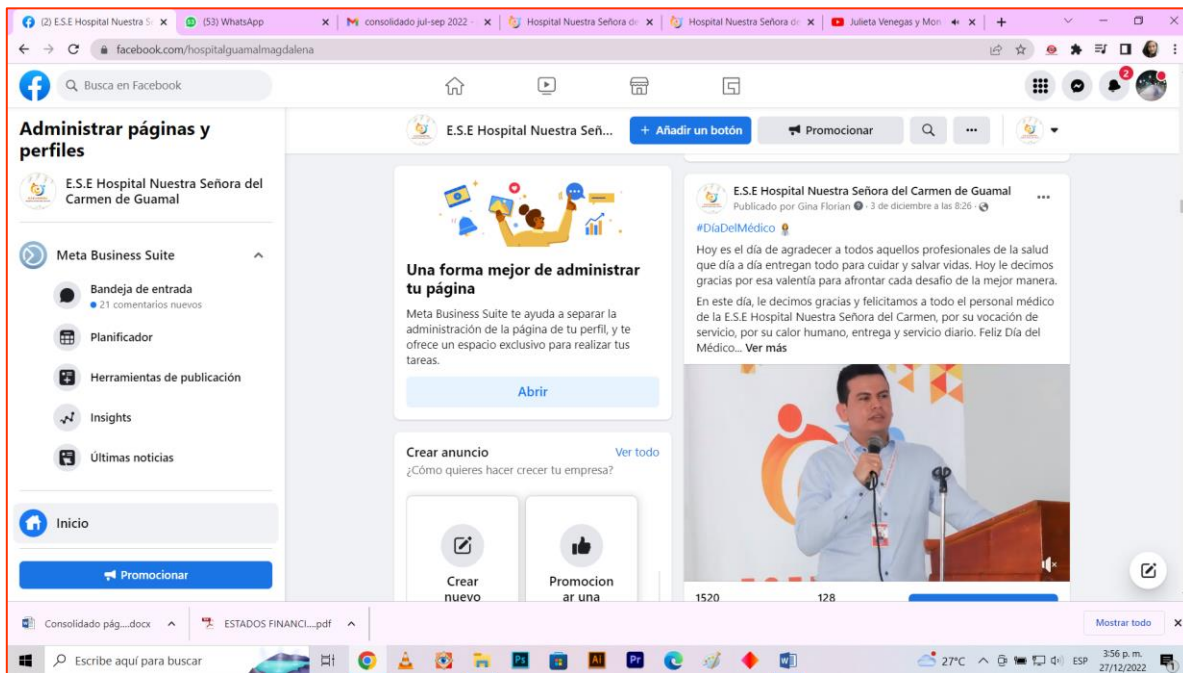 (2) E.S.E Hospital Nuestra S
(53) WhatsApp
consolidado jul-sep 2022 -
Hospital Nuestra Señora de
Hospital Nuestra Señora de
Julieta Venegas y Mon
facebook.com/hospitalguamalmagdalena
Busca en Facebook
2
Administrar páginas y
perfiles
E.S.E Hospital Nuestra Señora del
Carmen de Guamal
Meta Business Suite
Bandeja de entrada
21 comentarios nuevos
Planificador
Herramientas de publicación
Insights
Últimas noticias
Inicio
Promocionar
E.S.E Hospital Nuestra Señ...
+ Añadir un botón
Promocionar
Una forma mejor de administrar
tu página
Meta Business Suite te ayuda a separar la
administración de la página de tu perfil, y te
ofrece un espacio exclusivo para realizar tus
tareas.
Abrir
Crear anuncio
Ver todo
¿Cómo quieres hacer crecer tu empresa?
Crear
nuevo
Promocion
ar una
E.S.E Hospital Nuestra Señora del Carmen de Guamal
Publicado por Gina Florian · 3 de diciembre a las 8:26 ·
#DíaDelMédico
Hoy es el día de agradecer a todos aquellos profesionales de la salud
que día a día entregan todo para cuidar y salvar vidas. Hoy le decimos
gracias por esa valentía para afrontar cada desafío de la mejor manera.
En este día, le decimos gracias y felicitamos a todo el personal médico
de la E.S.E Hospital Nuestra Señora del Carmen, por su vocación de
servicio, por su calor humano, entrega y servicio diario. Feliz Día del
Médico... Ver más
1520
128
Consolidado pág....docx
ESTADOS FINANCI....pdf
Mostrar todo
Escribe aquí para buscar
Ps
Ai
Pr
27°C
ESP
3:56 p. m.
27/12/2022